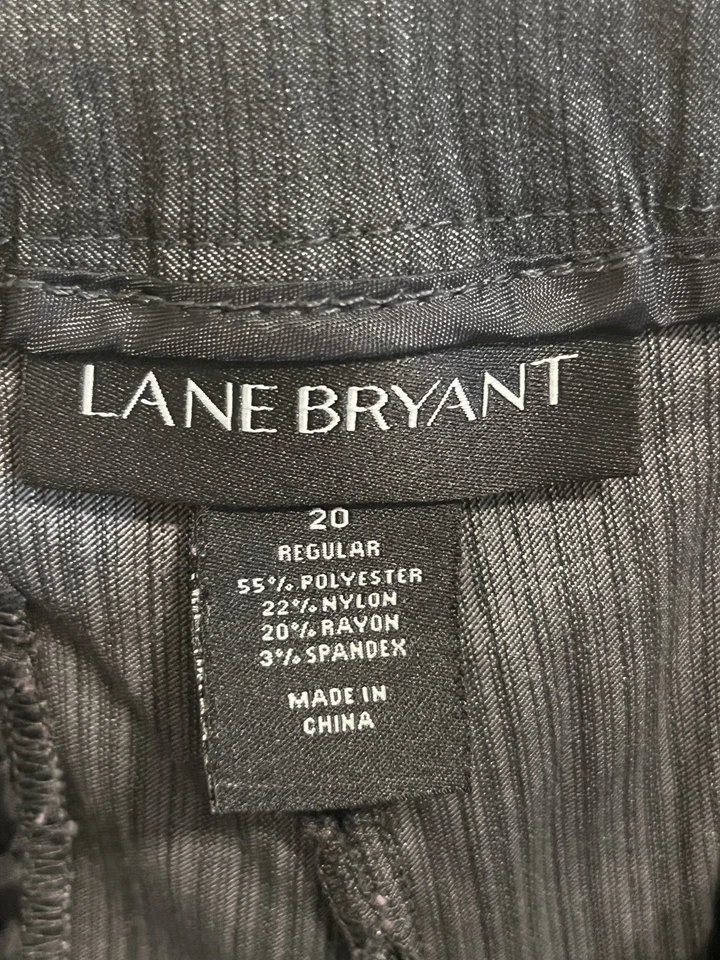 LANE BRYANT
20
REGULAR
55% POLYESTER
22% NYLON
20% RAYON
3% SPANDEX
MADE IN
CHINA